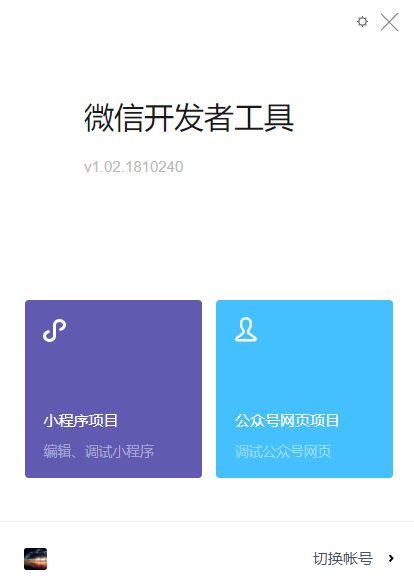 微信开发者工具
v1.02.1810240
小程序项目
编辑、调试小程序
公众号网页项目
调试公众号网页
切换帐号